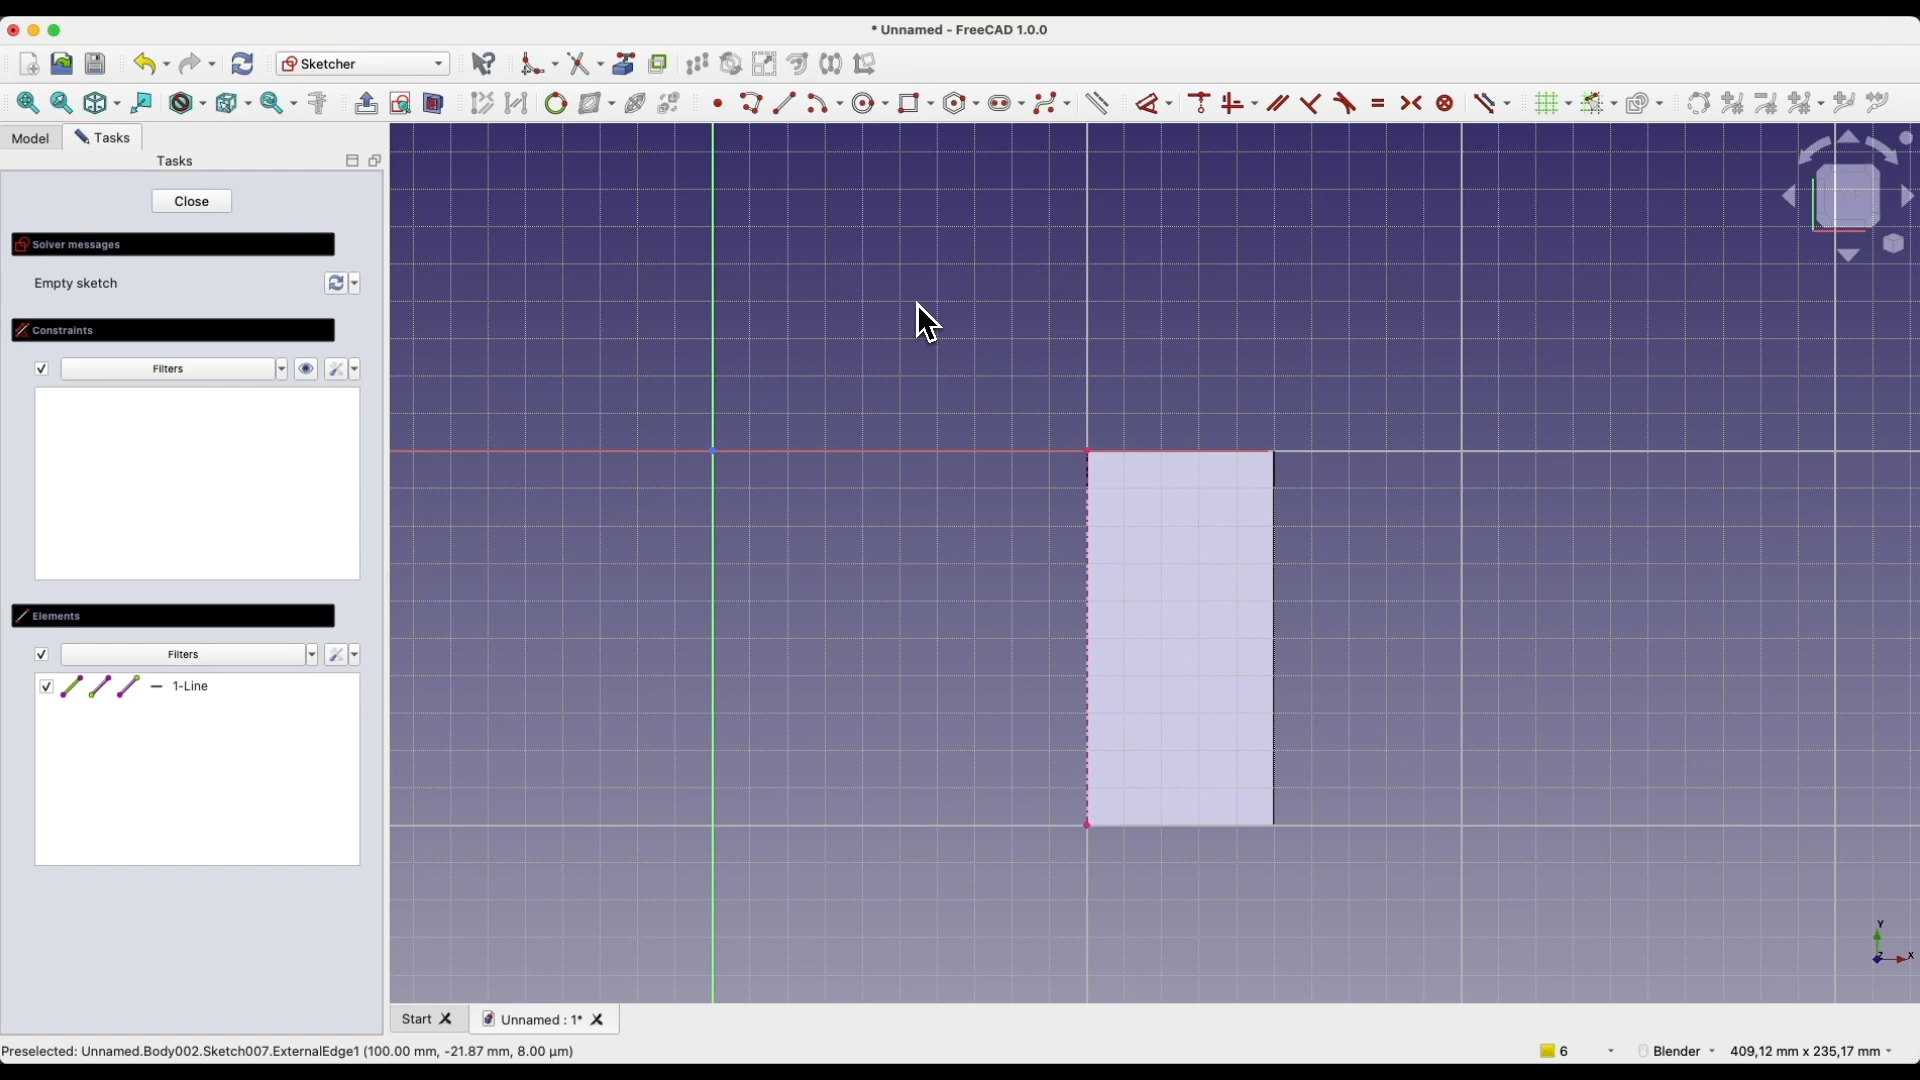 * Unnamed - FreeCAD 1.0.0
Sketcher
Model
Tasks
Tasks
Close
Solver messages
Empty sketch
Constraints
Filters
Elements
Filters
1-Line
Y
Z
X
Start
Unnamed : 1*
Preselected: Unnamed.Body002.Sketch007.ExternalEdge1 (100.00 mm, -21.87 mm, 8.00 µm)
6
Blender
409,12 mm x 235,17 mm